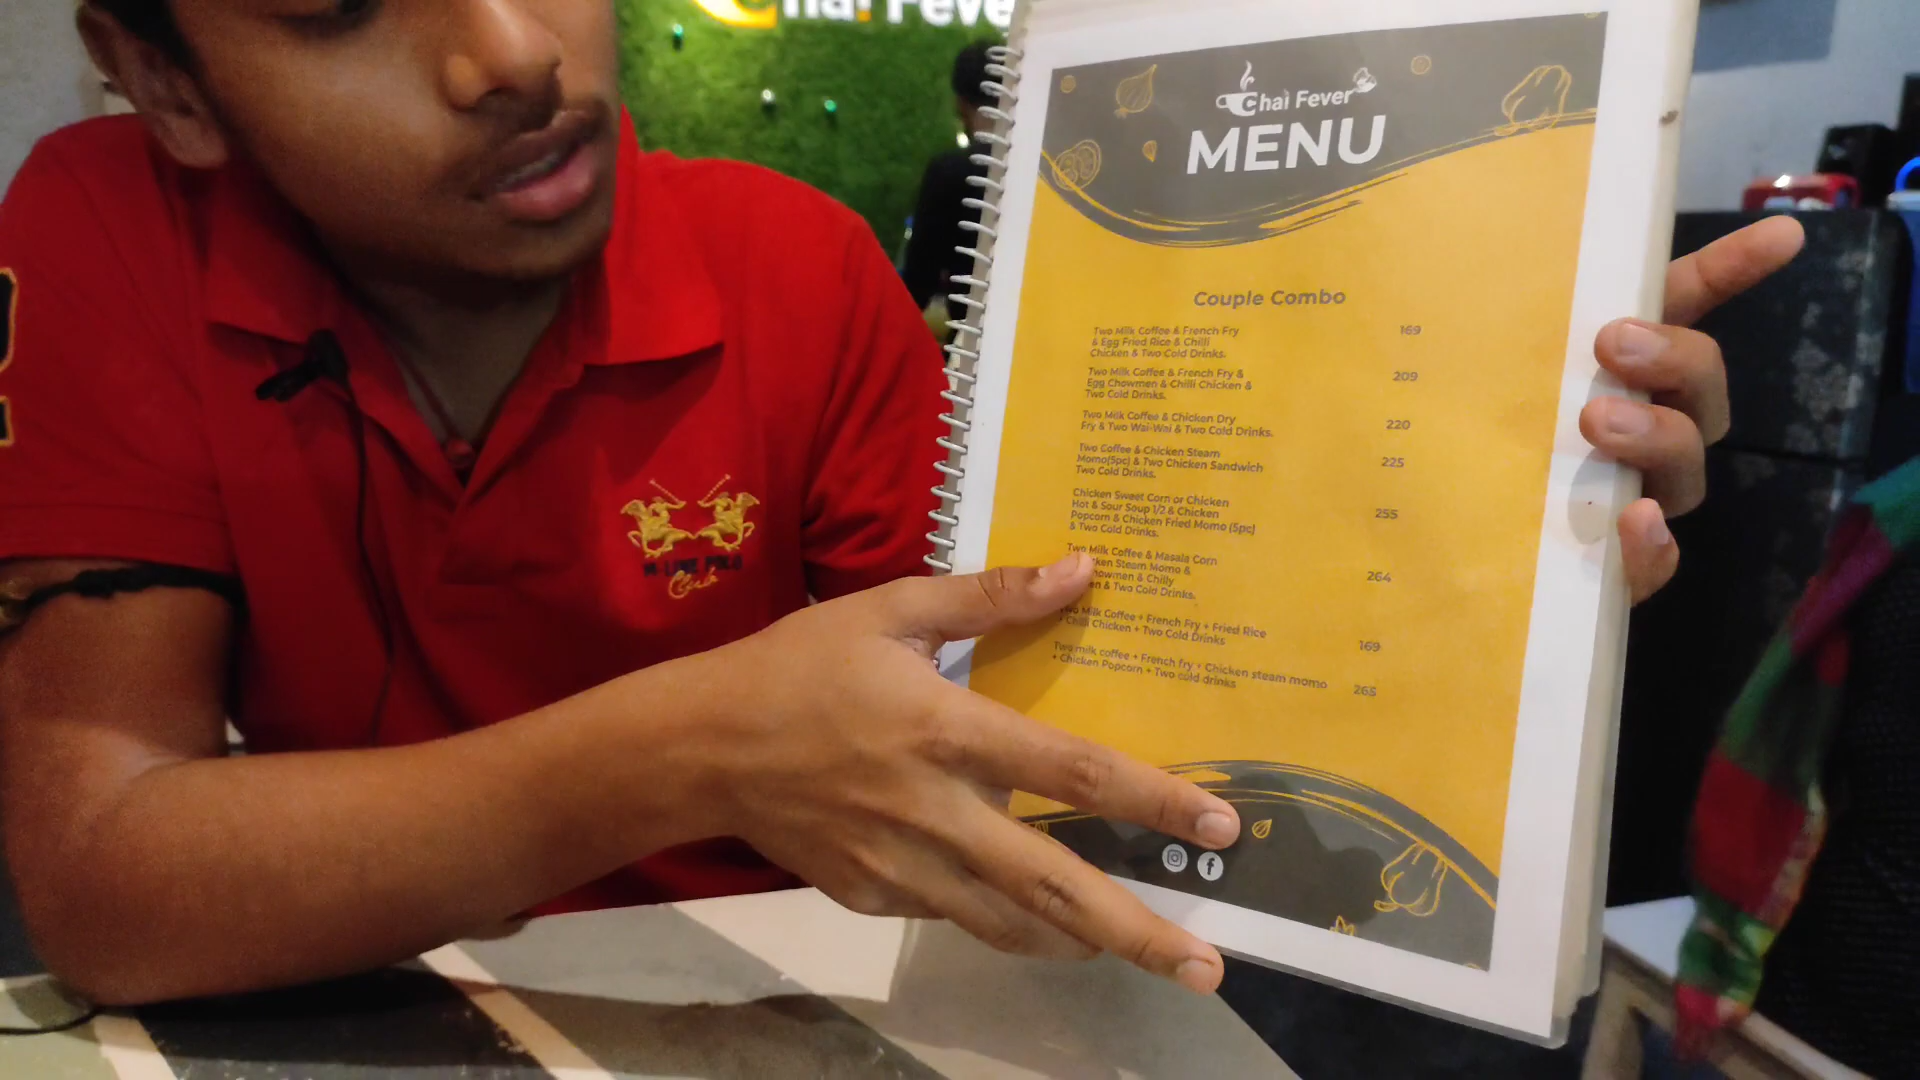 Chai Fever
Chai Fever
MENU
Couple Combo
Two Milk Coffee & French Fry
& Egg Fried Rice & Chilli
Chicken & Two Cold Drinks.
169
Two Milk Coffee & French Fry &
Egg Chowmen & Chilli Chicken &
Two Cold Drinks.
209
Two Milk Coffee & Chicken Dry
Fry & Two Wai-Wai & Two Cold Drinks.
220
Two Coffee & Chicken Steam
Momo(5pc) & Two Chicken Sandwich
Two Cold Drinks.
225
Chicken Sweet Corn or Chicken
Hot & Sour Soup 1/2 & Chicken
Popcorn & Chicken Fried Momo (5pc)
& Two Cold Drinks.
255
Two Milk Coffee & Masala Corn
Steam Momo &
& Chilly
& Two Cold Drinks.
264
Two Milk Coffee + French Fry + Fried Rice
+ Chilli Chicken + Two Cold Drinks
169
Two milk coffee + French fry + Chicken steam momo
+ Chicken Popcorn + Two cold drinks
265
Club